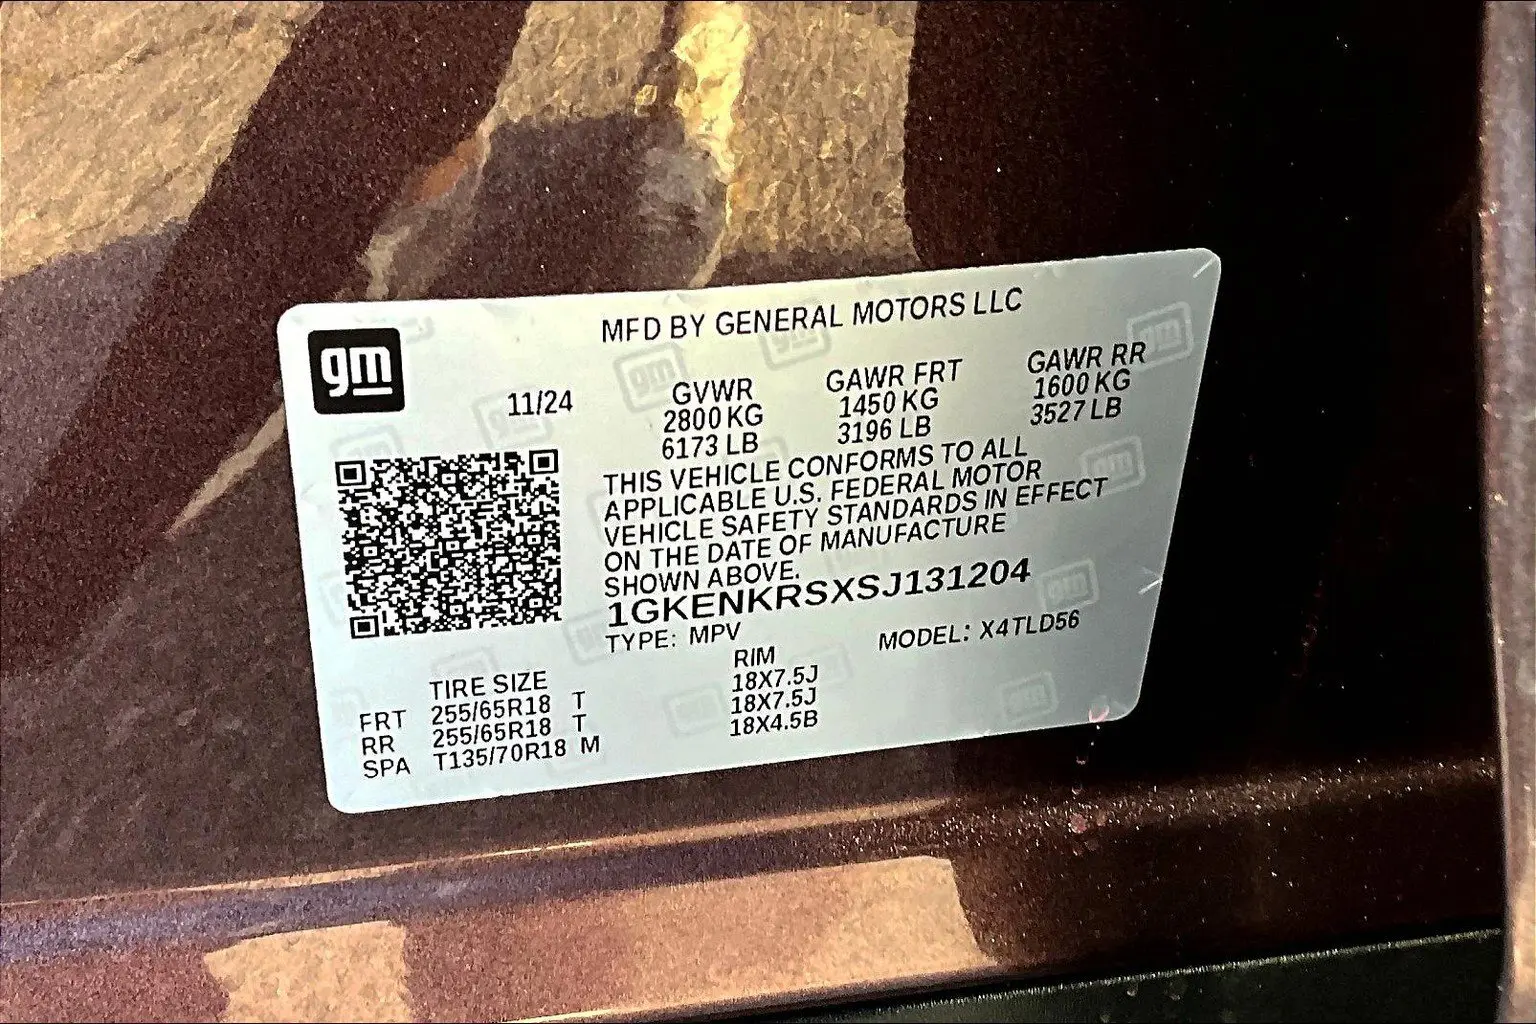 gm
MFD BY GENERAL MOTORS LLC
11/24 GVWR GAWR FRT GAWR RR
2800 KG 1450 KG 1600 KG
6173 LB 3196 LB 3527 LB
THIS VEHICLE CONFORMS TO ALL
APPLICABLE U.S. FEDERAL MOTOR
VEHICLE SAFETY STANDARDS IN EFFECT
ON THE DATE OF MANUFACTURE
SHOWN ABOVE.
1GKENKRSXSJ131204
TYPE: MPV MODEL: X4TLD56
TIRE SIZE RIM
FRT 255/65R18 T 18X7.5J
RR 255/65R18 T 18X7.5J
SPA T135/70R18 M 18X4.5B